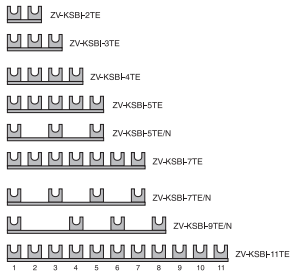 ZV-KSBI-2TE
ZV-KSBI-3TE
ZV-KSBI-4TE
ZV-KSBI-5TE
ZV-KSBI-5TE/N
ZV-KSBI-7TE
ZV-KSBI-7TE/N
ZV-KSBI-9TE/N
ZV-KSBI-11TE
1 2 3 4 5 6 7 8 9 10 11